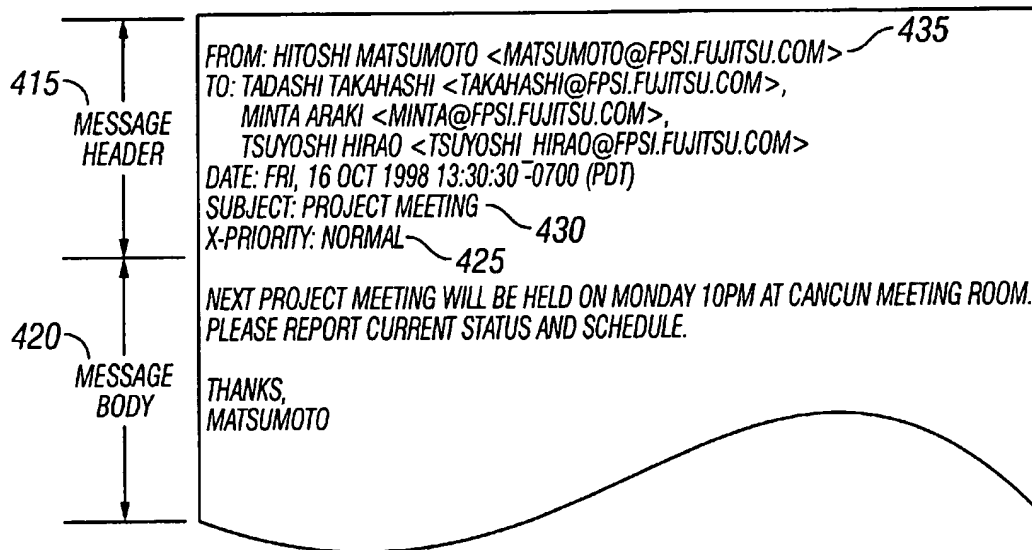 FROM: HITOSHI MATSUMOTO <MATSUMOTO@FPSI.FUJITSU.COM> 435
415 MESSAGE HEADER
TO: TADASHI TAKAHASHI <TAKAHASHI@FPSI.FUJITSU.COM>,
MINTA ARAKI <MINTA@FPSI.FUJITSU.COM>,
TSUYOSHI HIRAO <TSUYOSHI_HIRAO@FPSI.FUJITSU.COM>
DATE: FRI, 16 OCT 1998 13:30:30 -0700 (PDT)
SUBJECT: PROJECT MEETING 430
X-PRIORITY: NORMAL 425
420 MESSAGE BODY
NEXT PROJECT MEETING WILL BE HELD ON MONDAY 10PM AT CANCUN MEETING ROOM.
PLEASE REPORT CURRENT STATUS AND SCHEDULE.
THANKS,
MATSUMOTO